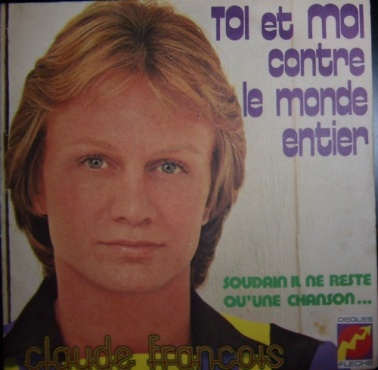 TOI et MOI
contre
le monde
entier
SOUDAIN IL NE RESTE
QU'UNE CHANSON...
DISQUES
FLECHE
claude françois